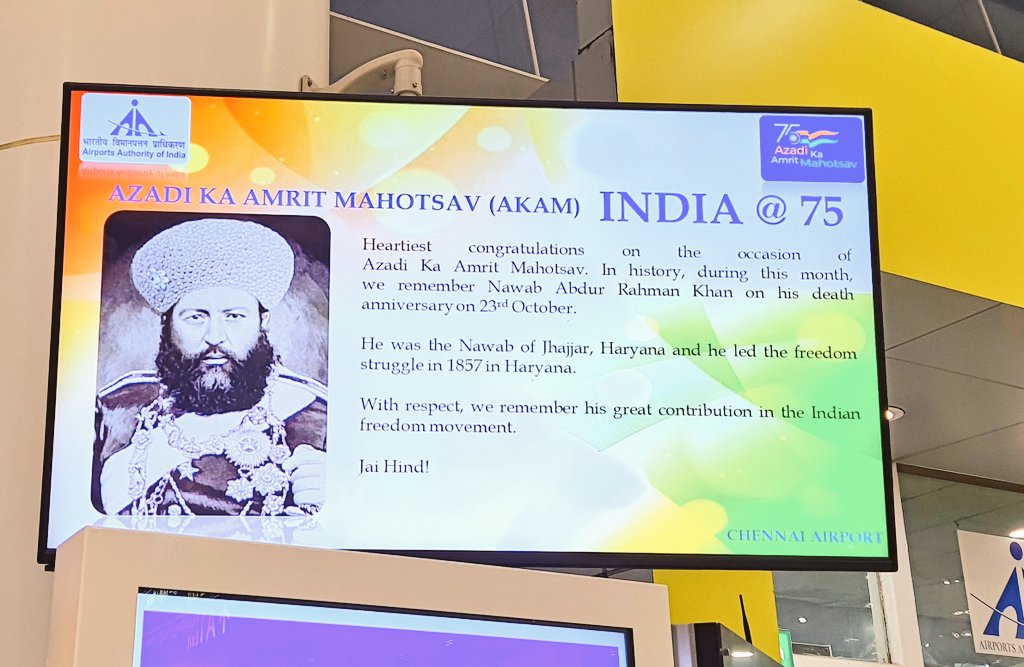 भारतीय विमानपत्तन प्राधिकरण
Airports Authority of India
75
Azadi Ka
Amrit Mahotsav
AZADI KA AMRIT MAHOTSAV (AKAM) INDIA @ 75
Heartiest congratulations on the occasion of
Azadi Ka Amrit Mahotsav. In history, during this month,
we remember Nawab Abdur Rahman Khan on his death
anniversary on 23rd October.
He was the Nawab of Jhajjar, Haryana and he led the freedom
struggle in 1857 in Haryana.
With respect, we remember his great contribution in the Indian
freedom movement.
Jai Hind!
CHENNAI AIRPORT
AIRPORTS